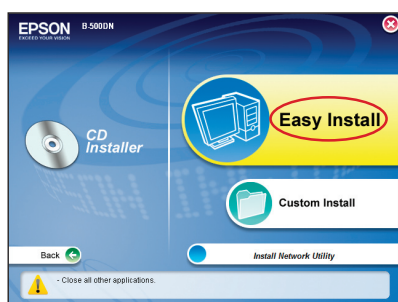 EPSON
EXCEED YOUR VISION
B-500DN
Easy Install
CD
Installer
Custom Install
Back
Install Network Utility
- Close all other applications.